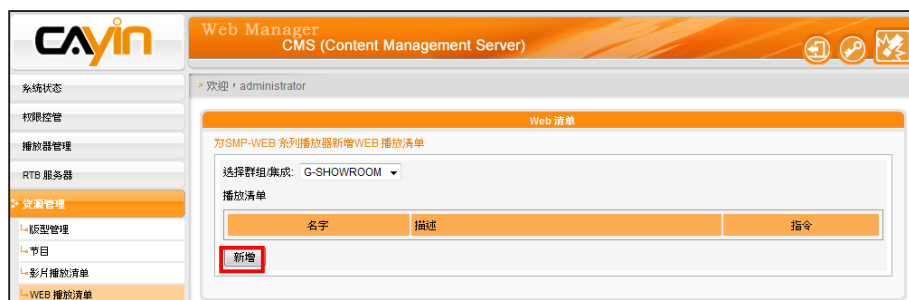 CAyin
Web Manager
CMS (Content Management Server)
系统状态
权限控管
播放器管理
RTB 服务器
资源管理
版型管理
节目
影片播放清单
WEB 播放清单
> 欢迎，administrator
Web 清单
为SMP-WEB 系列播放器新增WEB 播放清单
选择群组/集成: G-SHOWROOM
播放清单
名字 描述 指令
新增